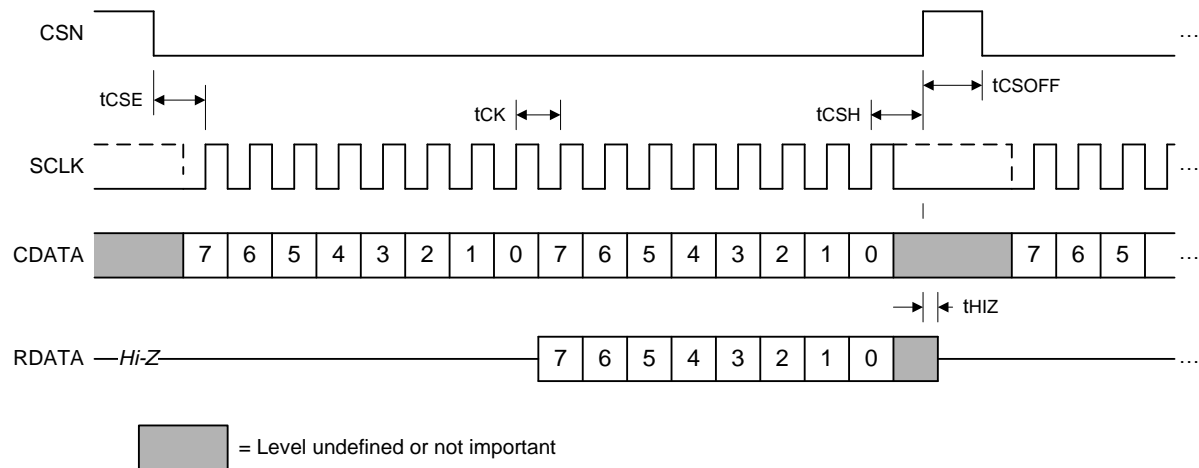 CSN ...
tCSE tCK tCSH tCSOFF
SCLK ...
CDATA 7 6 5 4 3 2 1 0 7 6 5 4 3 2 1 0 7 6 5 ...
tHIZ
RDATA Hi-Z 7 6 5 4 3 2 1 0 ...
= Level undefined or not important